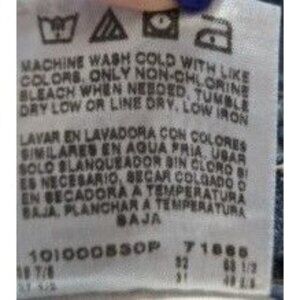 MACHINE WASH COLD WITH LIKE
COLORS. ONLY NON-CHLORINE
BLEACH WHEN NEEDED. TUMBLE
DRY LOW OR LINE DRY. LOW IRON
LAVAR EN LAVADORA CON COLORES
SIMILARES EN AGUA FRIA. USAR
SOLO BLANQUEADOR SIN CLORO SI
ES NECESARIO. SECAR COLGADO O
EN SECADORA A TEMPERATURA
BAJA. PLANCHAR A TEMPERATURA
BAJA